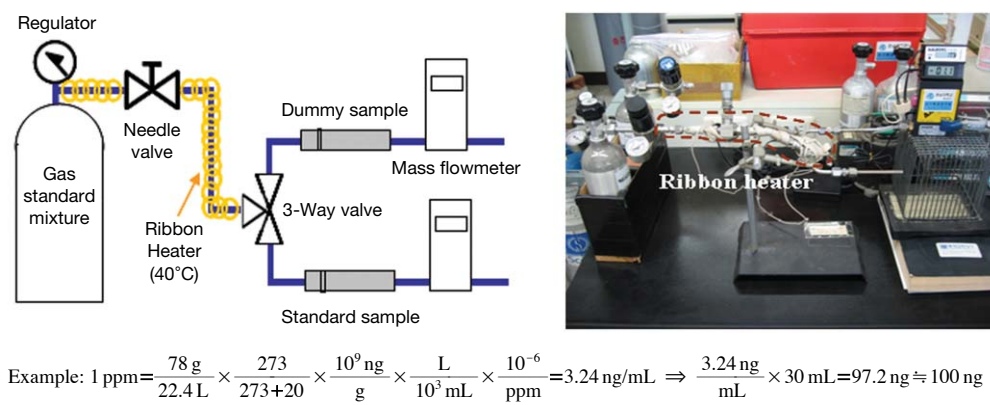 Regulator
Needle
valve
Dummy sample
Mass flowmeter
Gas
standard
mixture
Ribbon
Heater
(40°C)
3-Way valve
Standard sample
Ribbon heater
Example: 1 ppm=78 g/22.4 L × 273/273+20 × 10⁹ ng/g × L/10³ mL × 10⁻⁶/ppm=3.24 ng/mL ⇒ 3.24 ng/mL × 30 mL=97.2 ng≒100 ng